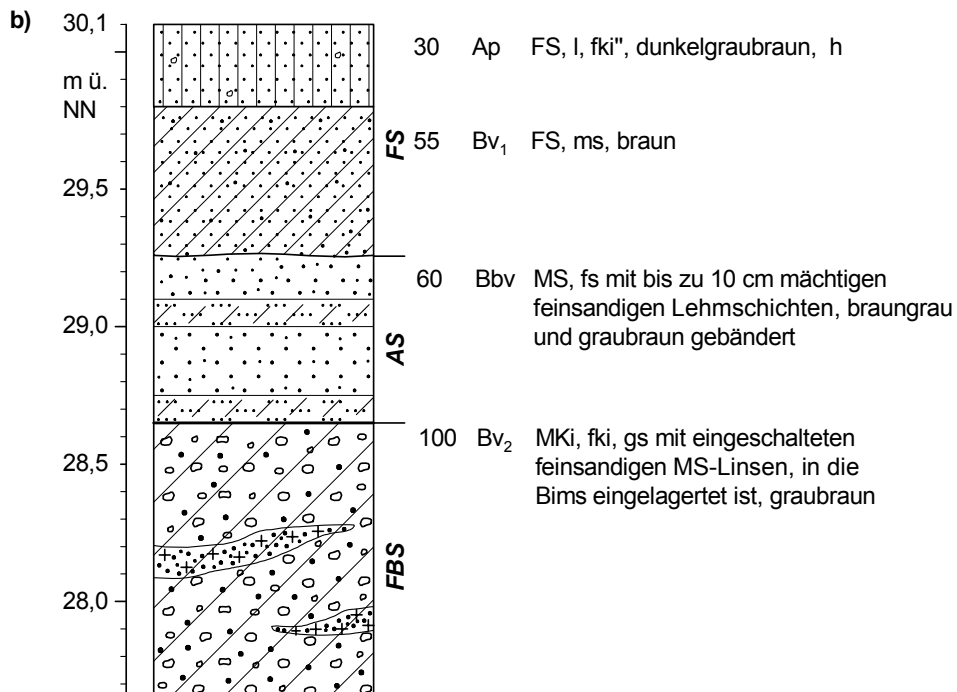 b)
30,1
m ü.
NN
29,5
29,0
28,5
28,0
FS
AS
FBS
30 Ap FS, l, fki", dunkelgraubraun, h
55 Bv₁ FS, ms, braun
60 Bbv MS, fs mit bis zu 10 cm mächtigen
feinsandigen Lehmschichten, braungrau
und graubraun gebändert
100 Bv₂ MKi, fki, gs mit eingeschalteten
feinsandigen MS-Linsen, in die
Bims eingelagertet ist, graubraun